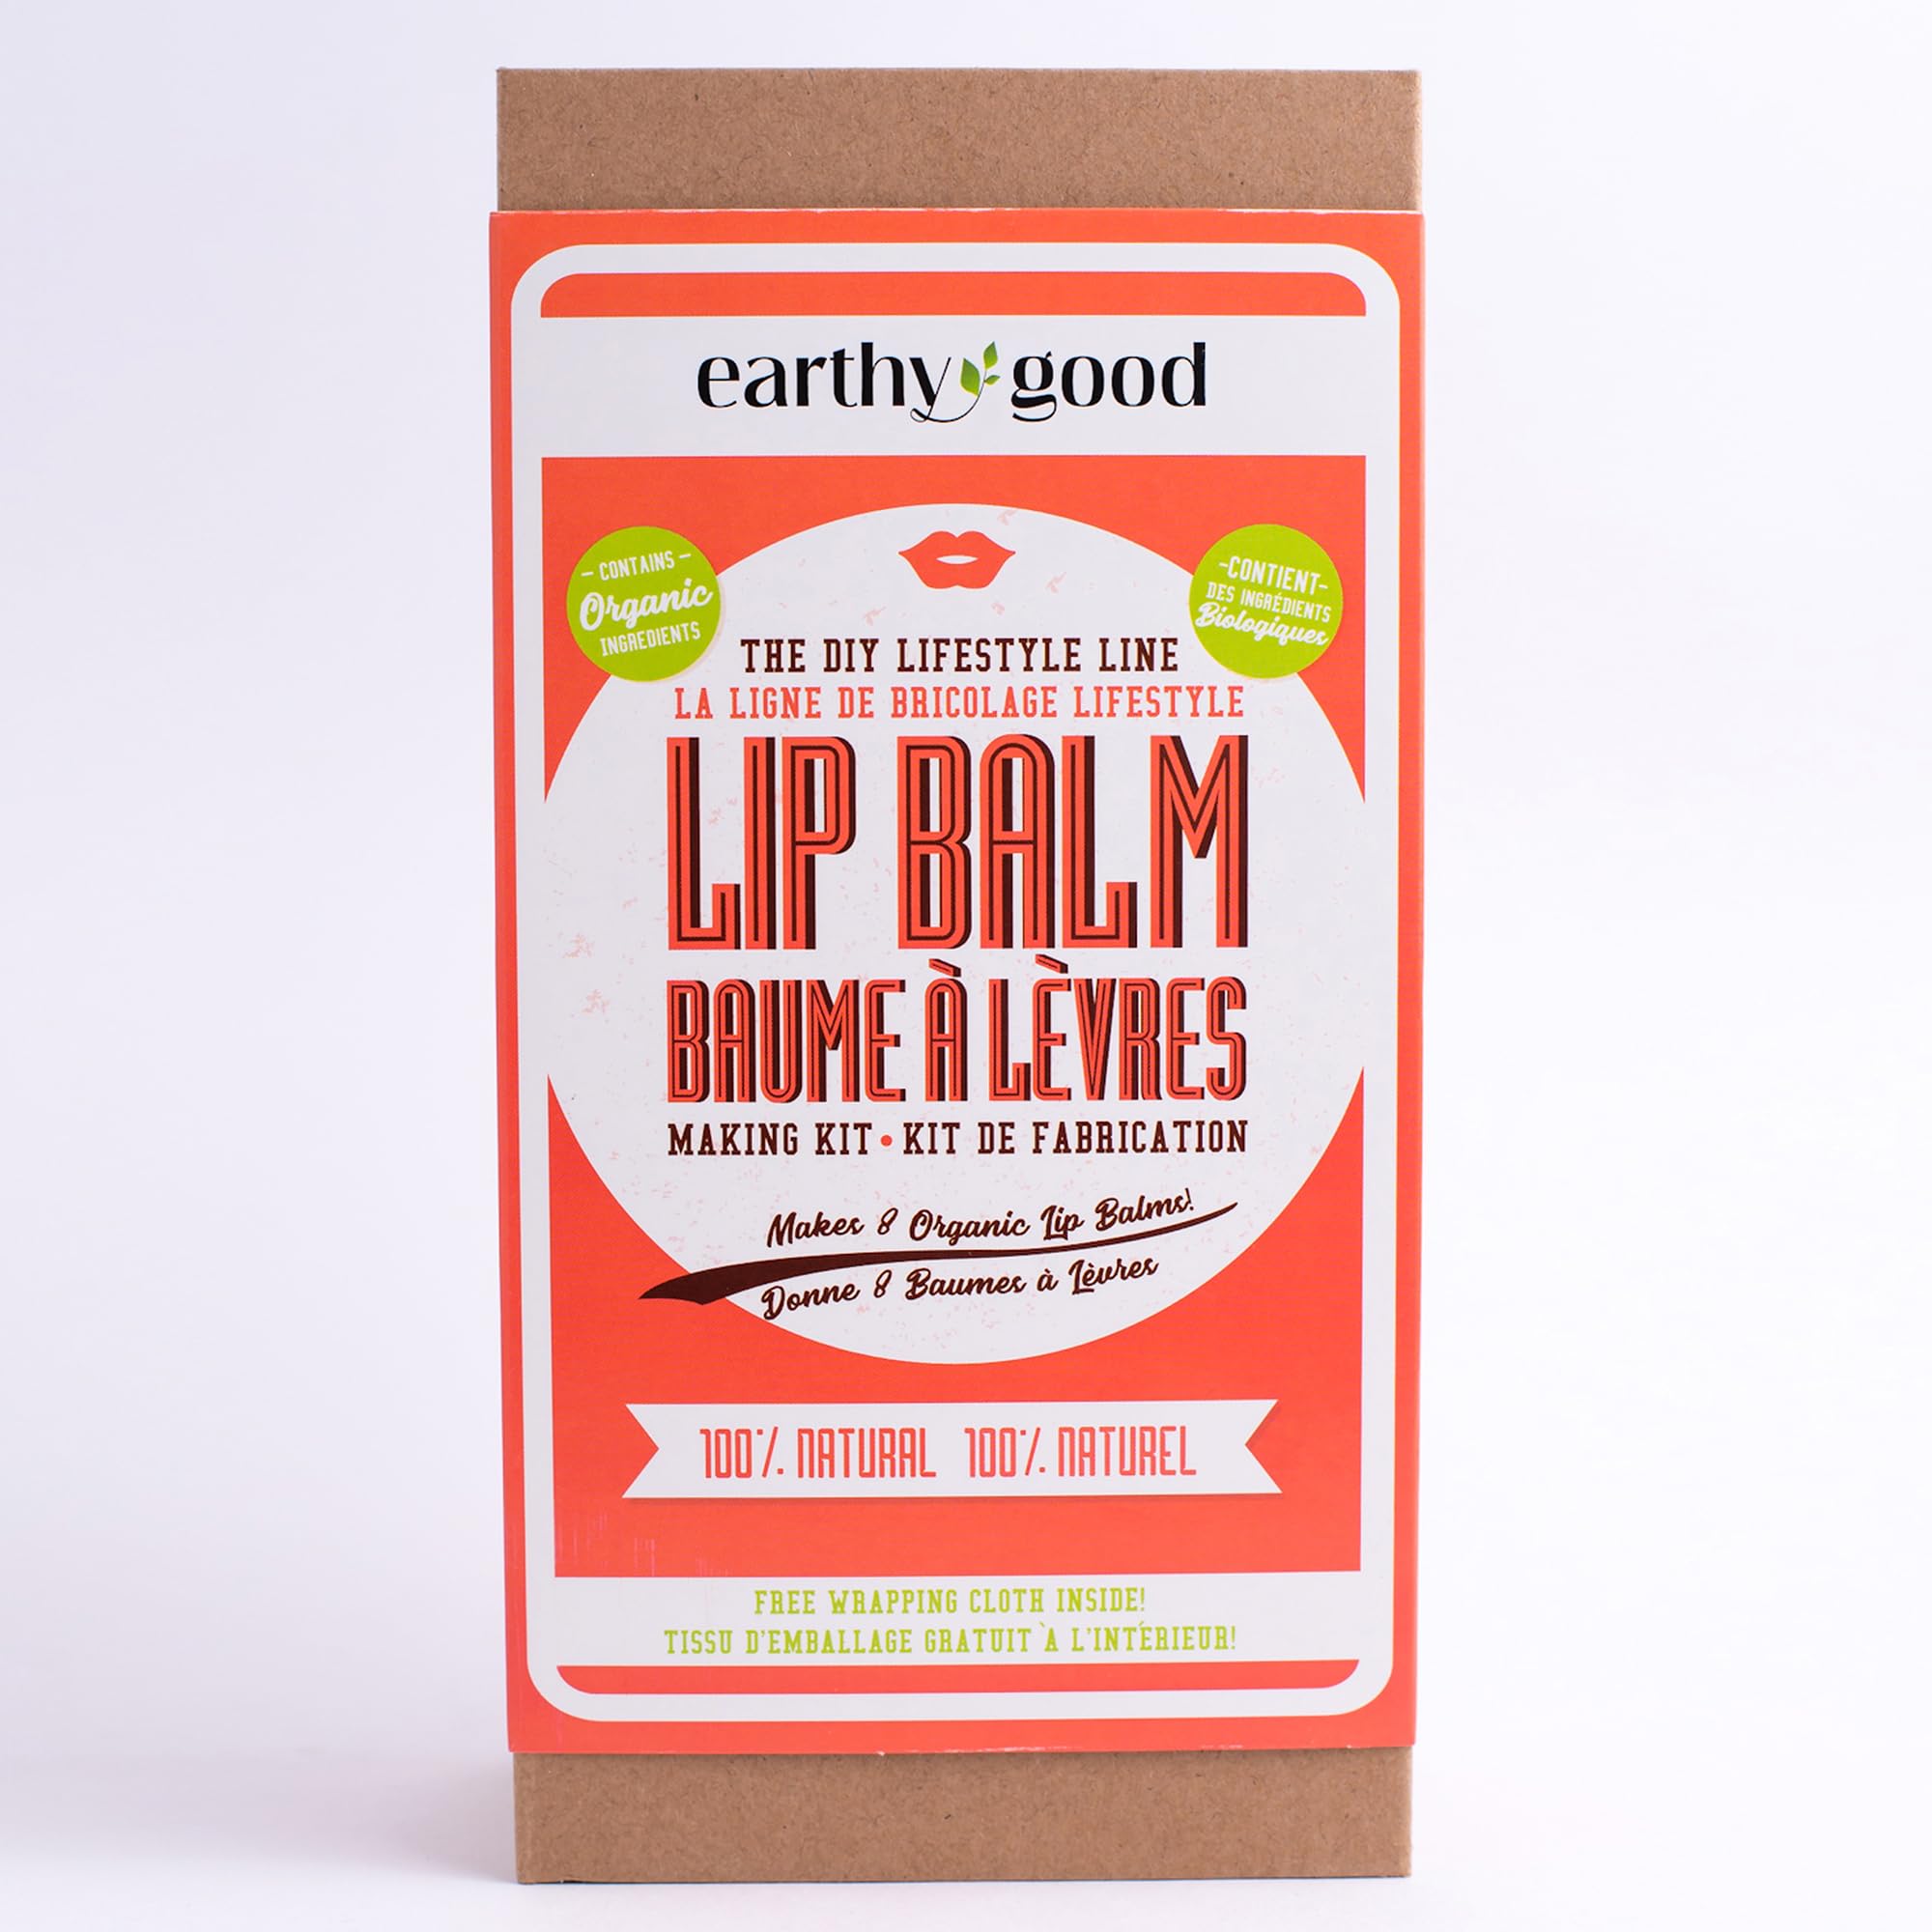 earthy good
- CONTAINS -
Organic
INGREDIENTS
-CONTIENT-
DES INGRÉDIENTS
Biologiques
THE DIY LIFESTYLE LINE
LA LIGNE DE BRICOLAGE LIFESTYLE
LIP BALM
BAUME À LÈVRES
MAKING KIT • KIT DE FABRICATION
Makes 8 Organic Lip Balms!
Donne 8 Baumes à Lèvres
100% NATURAL 100% NATUREL
FREE WRAPPING CLOTH INSIDE!
TISSU D'EMBALLAGE GRATUIT À L'INTÉRIEUR!